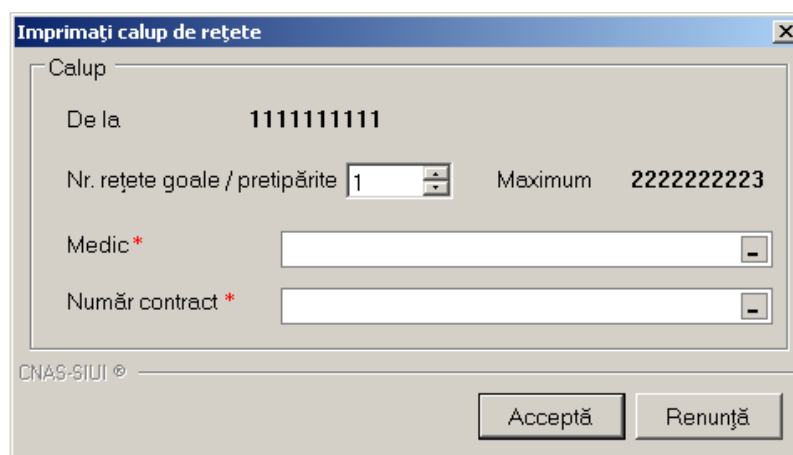 Imprimați calup de rețete
Calup
De la 1111111111
Nr. rețete goale / pretipărite 1 Maximum 2222222223
Medic*
Număr contract *
CNAS-SIUI ®
Acceptă Renunță